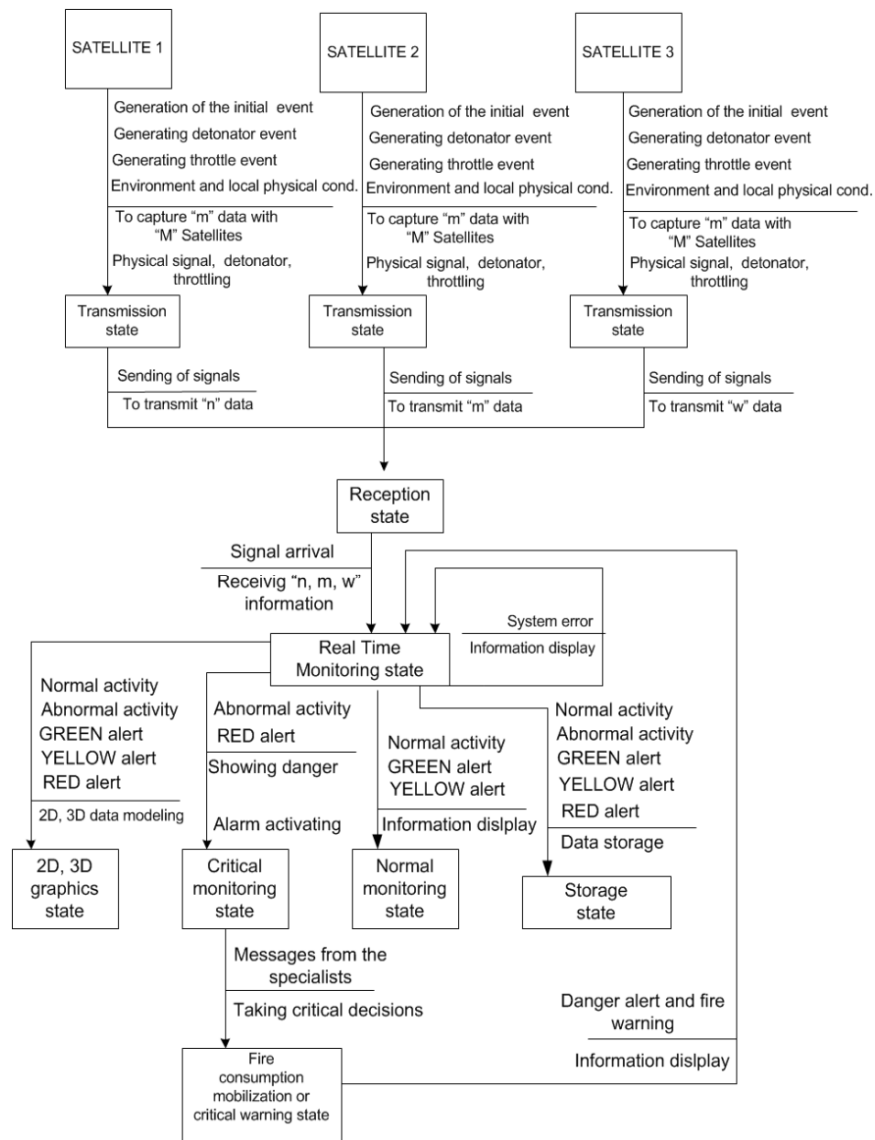 SATELLITE 1
SATELLITE 2
SATELLITE 3
Generation of the initial event
Generating detonator event
Generating throttle event
Environment and local physical cond.
To capture “m” data with
“M” Satellites
Physical signal, detonator,
throttling
Generation of the initial event
Generating detonator event
Generating throttle event
Environment and local physical cond.
To capture “m” data with
“M” Satellites
Physical signal, detonator,
throttling
Generation of the initial event
Generating detonator event
Generating throttle event
Environment and local physical cond.
To capture “m” data with
“M” Satellites
Physical signal, detonator,
throttling
Transmission
state
Transmission
state
Transmission
state
Sending of signals
To transmit “n” data
Sending of signals
To transmit “m” data
Sending of signals
To transmit “w” data
Reception
state
Signal arrival
Receivig “n, m, w”
information
System error
Information display
Real Time
Monitoring state
Normal activity
Abnormal activity
GREEN alert
YELLOW alert
RED alert
2D, 3D data modeling
Abnormal activity
RED alert
Showing danger
Alarm activating
Normal activity
GREEN alert
YELLOW alert
Information dislplay
Normal activity
Abnormal activity
GREEN alert
YELLOW alert
RED alert
Data storage
2D, 3D
graphics
state
Critical
monitoring
state
Normal
monitoring
state
Storage
state
Messages from the
specialists
Taking critical decisions
Danger alert and fire
warning
Information dislplay
Fire
consumption
mobilization or
critical warning state